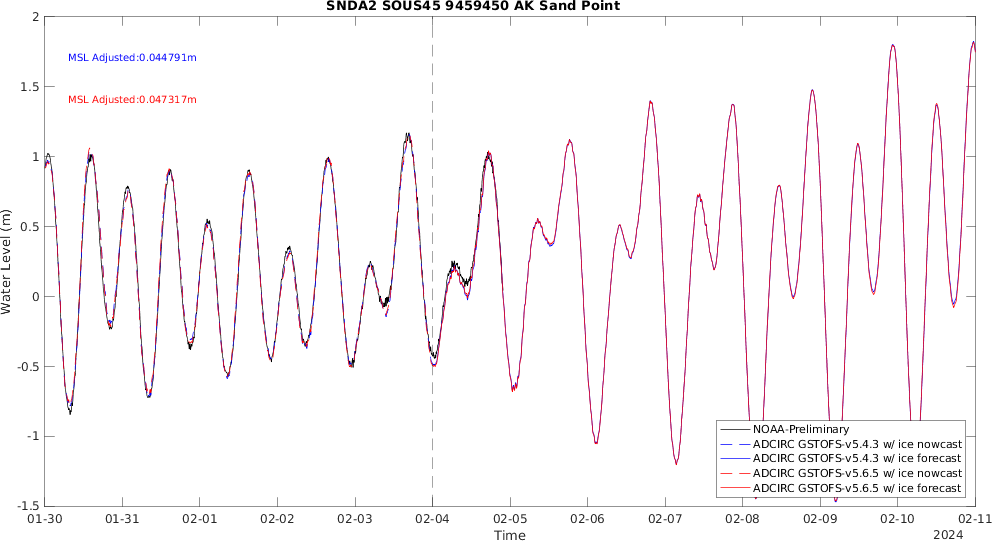 SNDA2 SOUS45 9459450 AK Sand Point
MSL Adjusted:0.044791m
MSL Adjusted:0.047317m
Water Level (m)
2
1.5
1
0.5
0
-0.5
-1
-1.5
NOAA-Preliminary
ADCIRC GSTOFS-v5.4.3 w/ ice nowcast
ADCIRC GSTOFS-v5.4.3 w/ ice forecast
ADCIRC GSTOFS-v5.6.5 w/ ice nowcast
ADCIRC GSTOFS-v5.6.5 w/ ice forecast
01-30 01-31 02-01 02-02 02-03 02-04 02-05 02-06 02-07 02-08 02-09 02-10 02-11
Time
2024